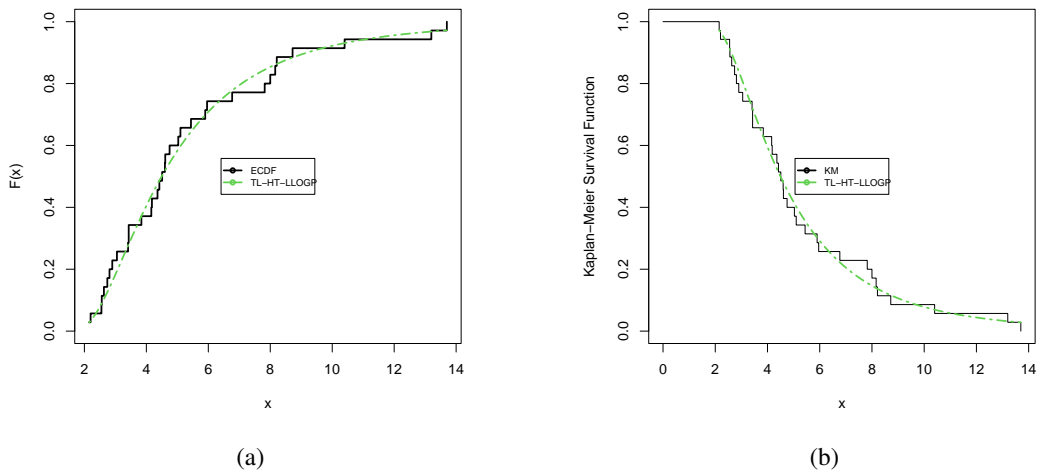 F(x)
1.0
0.8
0.6
0.4
0.2
0.0
ECDF
TL−HT−LLOGP
2 4 6 8 10 12 14
x
(a)
Kaplan−Meier Survival Function
1.0
0.8
0.6
0.4
0.2
0.0
KM
TL−HT−LLOGP
0 2 4 6 8 10 12 14
x
(b)